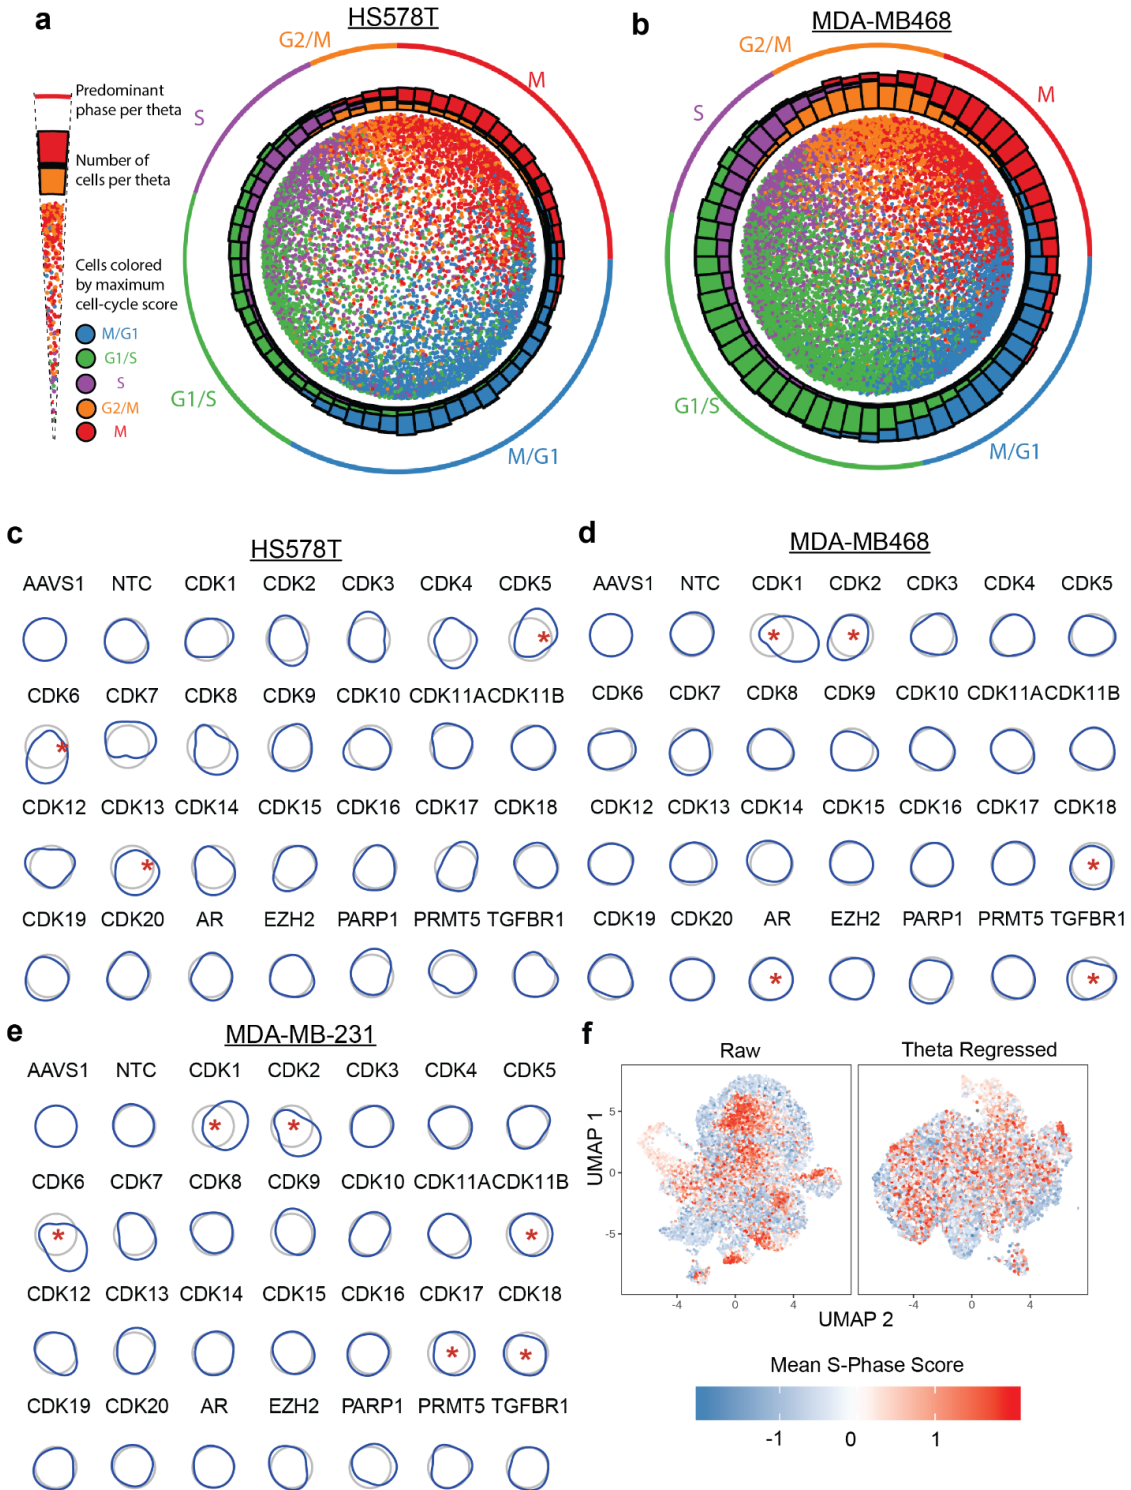 a
HS578T
G2/M
M
S
G1/S
M/G1
Predominant
phase per theta
Number of
cells per theta
Cells colored
by maximum
cell-cycle score
M/G1
G1/S
S
G2/M
M
b
MDA-MB468
G2/M
M
S
G1/S
M/G1
c
HS578T
AAVS1 NTC CDK1 CDK2 CDK3 CDK4 CDK5
*
CDK6 CDK7 CDK8 CDK9 CDK10 CDK11A CDK11B
*
CDK12 CDK13 CDK14 CDK15 CDK16 CDK17 CDK18
*
CDK19 CDK20 AR EZH2 PARP1 PRMT5 TGFBR1
d
MDA-MB468
AAVS1 NTC CDK1 CDK2 CDK3 CDK4 CDK5
* *
CDK6 CDK7 CDK8 CDK9 CDK10 CDK11A CDK11B
CDK12 CDK13 CDK14 CDK15 CDK16 CDK17 CDK18
*
CDK19 CDK20 AR EZH2 PARP1 PRMT5 TGFBR1
* *
e
MDA-MB-231
AAVS1 NTC CDK1 CDK2 CDK3 CDK4 CDK5
* *
CDK6 CDK7 CDK8 CDK9 CDK10 CDK11A CDK11B
* *
CDK12 CDK13 CDK14 CDK15 CDK16 CDK17 CDK18
* *
CDK19 CDK20 AR EZH2 PARP1 PRMT5 TGFBR1
f
Raw
Theta Regressed
UMAP 1
5
0
-5
-4 0 4
-4 0 4
UMAP 2
Mean S-Phase Score
-1 0 1